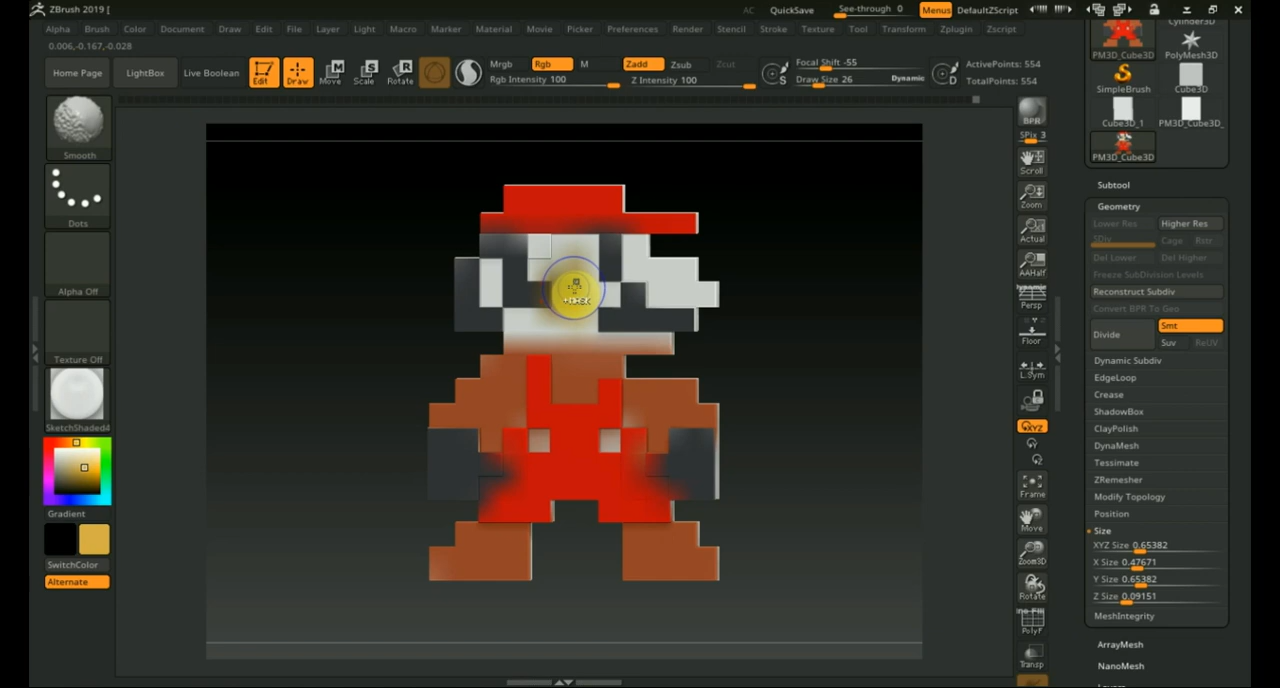 ZBrush 2019 [
AC QuickSave See-through 0 Menus DefaultZScript
Alpha Brush Color Document Draw Edit File Layer Light Macro Marker Material Movie Picker Preferences Render Stencil Stroke Texture Tool Transform Zplugin Zscript
0.006,-0.167,-0.028
Home Page LightBox Live Boolean Edit Draw Move Scale Rotate
Mrgb Rgb M Zadd Zsub Zcut
Rgb Intensity 100 Z Intensity 100
Focal Shift -55
Draw Size 26 Dynamic
ActivePoints: 554
TotalPoints: 554
Smooth
Dots
Alpha Off
Texture Off
SketchShaded4
Gradient
SwitchColor
Alternate
+MASK
BPR
SPix 3
Scroll
Zoom
Actual
AAHalf
Dynamic
Persp
Floor
L.Sym
XYZ
Frame
Move
Zoom3D
Rotate
PolyF
Transp
Cylinder3D
PM3D_Cube3D PolyMesh3D
SimpleBrush Cube3D
Cube3D_1 PM3D_Cube3D_
PM3D_Cube3D
Subtool
Geometry
Lower Res Higher Res
SDiv Cage Rstr
Del Lower Del Higher
Freeze SubDivision Levels
Reconstruct Subdiv
Convert BPR To Geo
Divide Smt
Suv ReUV
Dynamic Subdiv
EdgeLoop
Crease
ShadowBox
ClayPolish
DynaMesh
Tessimate
ZRemesher
Modify Topology
Position
Size
XYZ Size 0.65382
X Size 0.47671
Y Size 0.65382
Z Size 0.09151
MeshIntegrity
ArrayMesh
NanoMesh